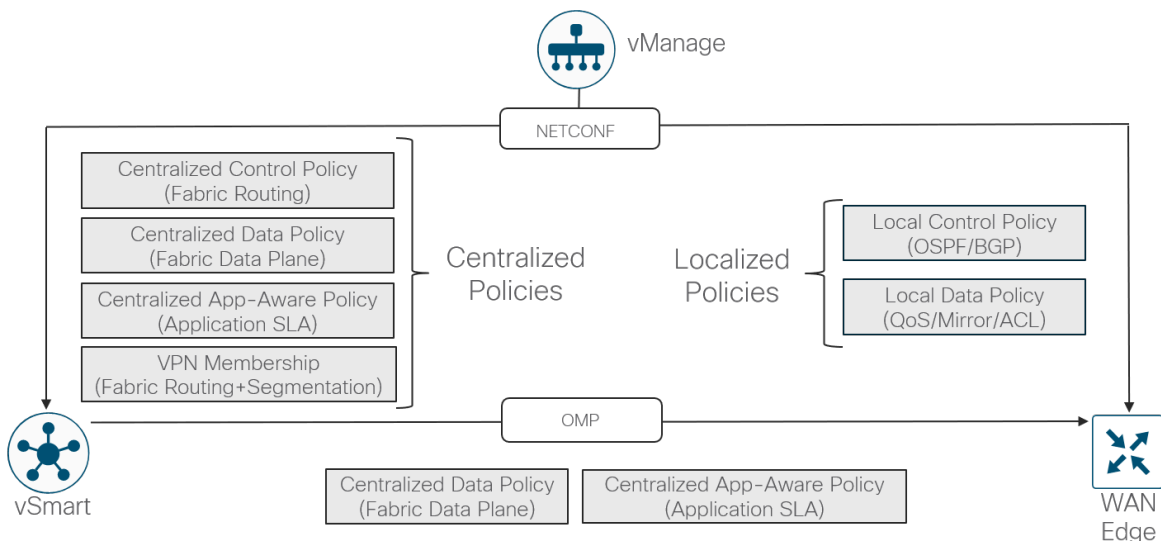 vManage
NETCONF
Centralized Control Policy
(Fabric Routing)
Centralized Data Policy
(Fabric Data Plane)
Centralized App-Aware Policy
(Application SLA)
VPN Membership
(Fabric Routing+Segmentation)
Centralized
Policies
Localized
Policies
Local Control Policy
(OSPF/BGP)
Local Data Policy
(QoS/Mirror/ACL)
OMP
vSmart
Centralized Data Policy
(Fabric Data Plane)
Centralized App-Aware Policy
(Application SLA)
WAN
Edge